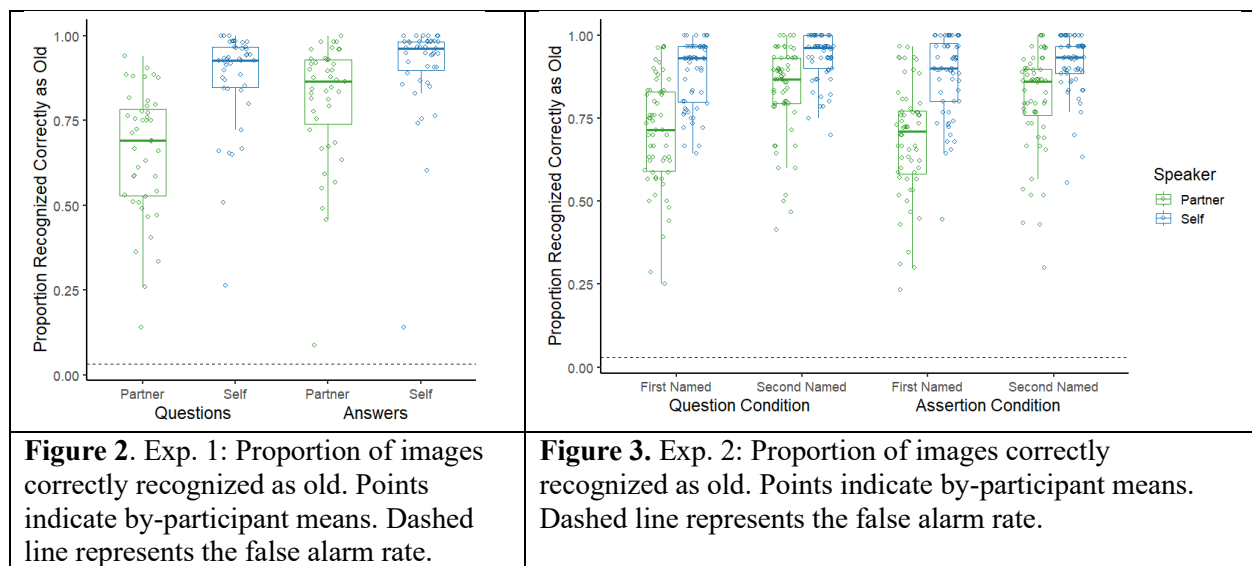 Proportion Recognized Correctly as Old
1.00
0.75
0.50
0.25
0.00
Partner Self Partner Self
Questions Answers
Proportion Recognized Correctly as Old
1.00
0.75
0.50
0.25
0.00
First Named Second Named First Named Second Named
Question Condition Assertion Condition
Speaker
Partner
Self
Figure 2. Exp. 1: Proportion of images
correctly recognized as old. Points
indicate by-participant means. Dashed
line represents the false alarm rate.
Figure 3. Exp. 2: Proportion of images correctly
recognized as old. Points indicate by-participant means.
Dashed line represents the false alarm rate.